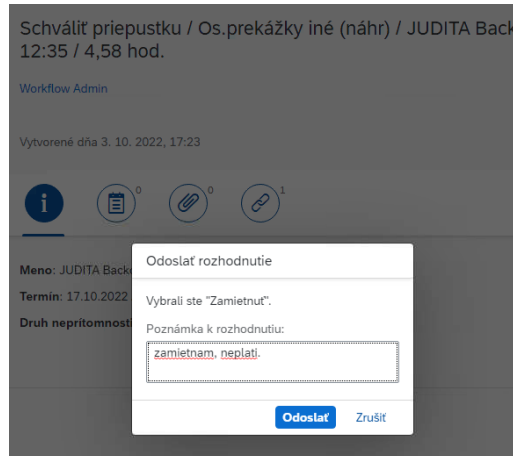 Schváliť priepustku / Os.prekážky iné (náhr) / JUDITA Back
12:35 / 4,58 hod.
Workflow Admin
Vytvorené dňa 3. 10. 2022, 17:23
i
0
0
1
Meno: JUDITA Back
Termín: 17.10.2022
Druh neprítomnosti
Odoslať rozhodnutie
Vybrali ste "Zamietnuť".
Poznámka k rozhodnutiu:
zamietnam, neplati.
Odoslať Zrušiť